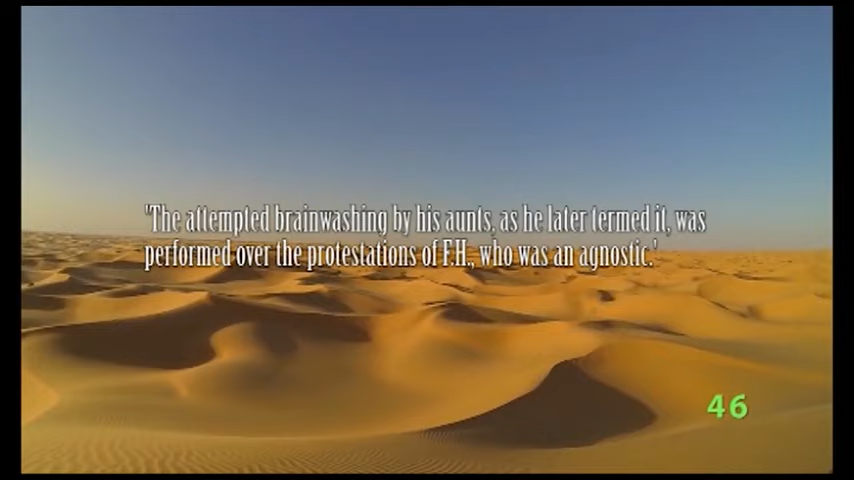 'The attempted brainwashing by his aunts, as he later termed it, was
performed over the protestations of F.H., who was an agnostic.'
46